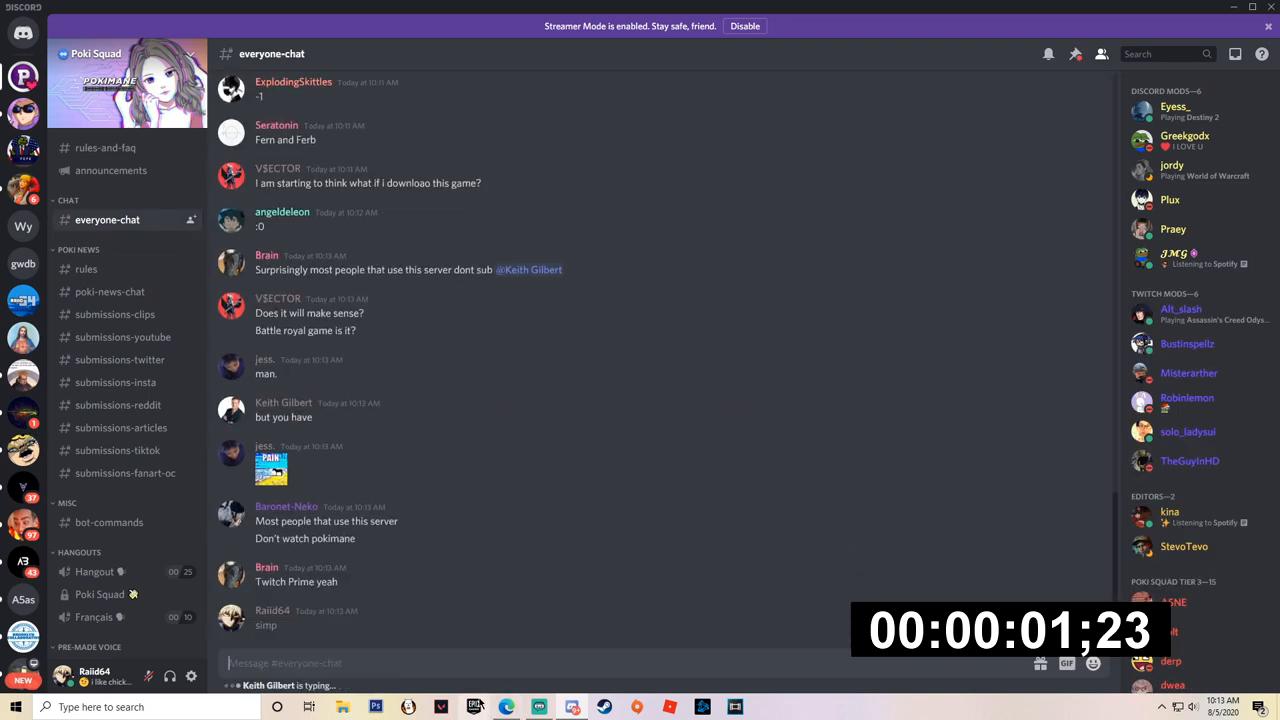 DISCORD
Streamer Mode is enabled. Stay safe, friend.
Disable
Poki Squad
POKIMANE
rules-and-faq
announcements
CHAT
everyone-chat
POKI NEWS
rules
poki-news-chat
submissions-clips
submissions-youtube
submissions-twitter
submissions-insta
submissions-reddit
submissions-articles
submissions-tiktok
submissions-fanart-oc
MISC
bot-commands
HANGOUTS
Hangout
00 25
Poki Squad
Français
00 10
PRE-MADE VOICE
Raiid64
i like chick...
Wy
gwdb
A5as
6
1
37
97
43
NEW
everyone-chat
Search
ExplodingSkittles Today at 10:11 AM
-1
Seratonin Today at 10:11 AM
Fern and Ferb
V$ECTOR Today at 10:11 AM
I am starting to think what if i downloao this game?
angeldeleon Today at 10:12 AM
:0
Brain Today at 10:13 AM
Surprisingly most people that use this server dont sub @Keith Gilbert
V$ECTOR Today at 10:13 AM
Does it will make sense?
Battle royal game is it?
jess. Today at 10:13 AM
man.
Keith Gilbert Today at 10:13 AM
but you have
jess. Today at 10:13 AM
PAIN
Baronet-Neko Today at 10:13 AM
Most people that use this server
Don't watch pokimane
Brain Today at 10:13 AM
Twitch Prime yeah
Raiid64 Today at 10:13 AM
simp
Message #everyone-chat
GIF
Keith Gilbert is typing...
DISCORD MODS—6
Eyess_
Playing Destiny 2
Greekgodx
I LOVE U
jordy
Playing World of Warcraft
Plux
Praey
JMG
Listening to Spotify
TWITCH MODS—6
Alt_slash
Playing Assassin's Creed Odys...
Bustinspellz
Misterarther
Robinlemon
solo_ladysui
TheGuyInHD
EDITORS—2
kina
Listening to Spotify
StevoTevo
POKI SQUAD TIER 3—15
derp
dwea
00:00:01;23
Type here to search
10:13 AM
8/5/2020
2